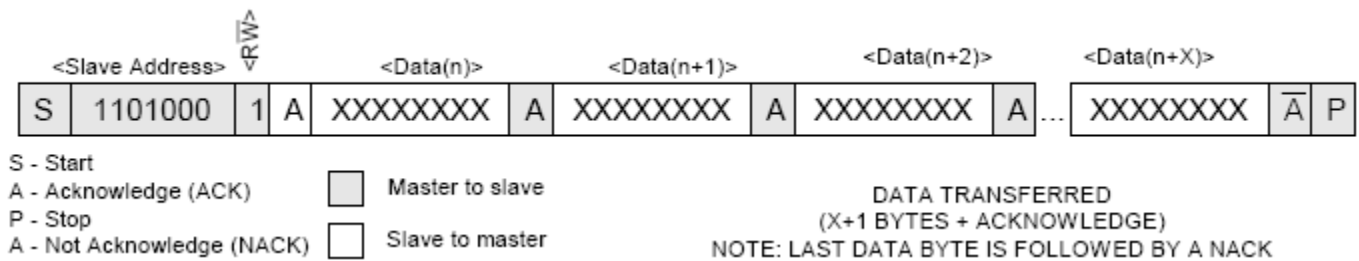 <Slave Address> <RW̅> <Data(n)> <Data(n+1)> <Data(n+2)> <Data(n+X)>
S 1101000 1 A XXXXXXXX A XXXXXXXX A XXXXXXXX A ... XXXXXXXX A̅ P
S - Start
A - Acknowledge (ACK)
P - Stop
A - Not Acknowledge (NACK)
Master to slave
Slave to master
DATA TRANSFERRED
(X+1 BYTES + ACKNOWLEDGE)
NOTE: LAST DATA BYTE IS FOLLOWED BY A NACK